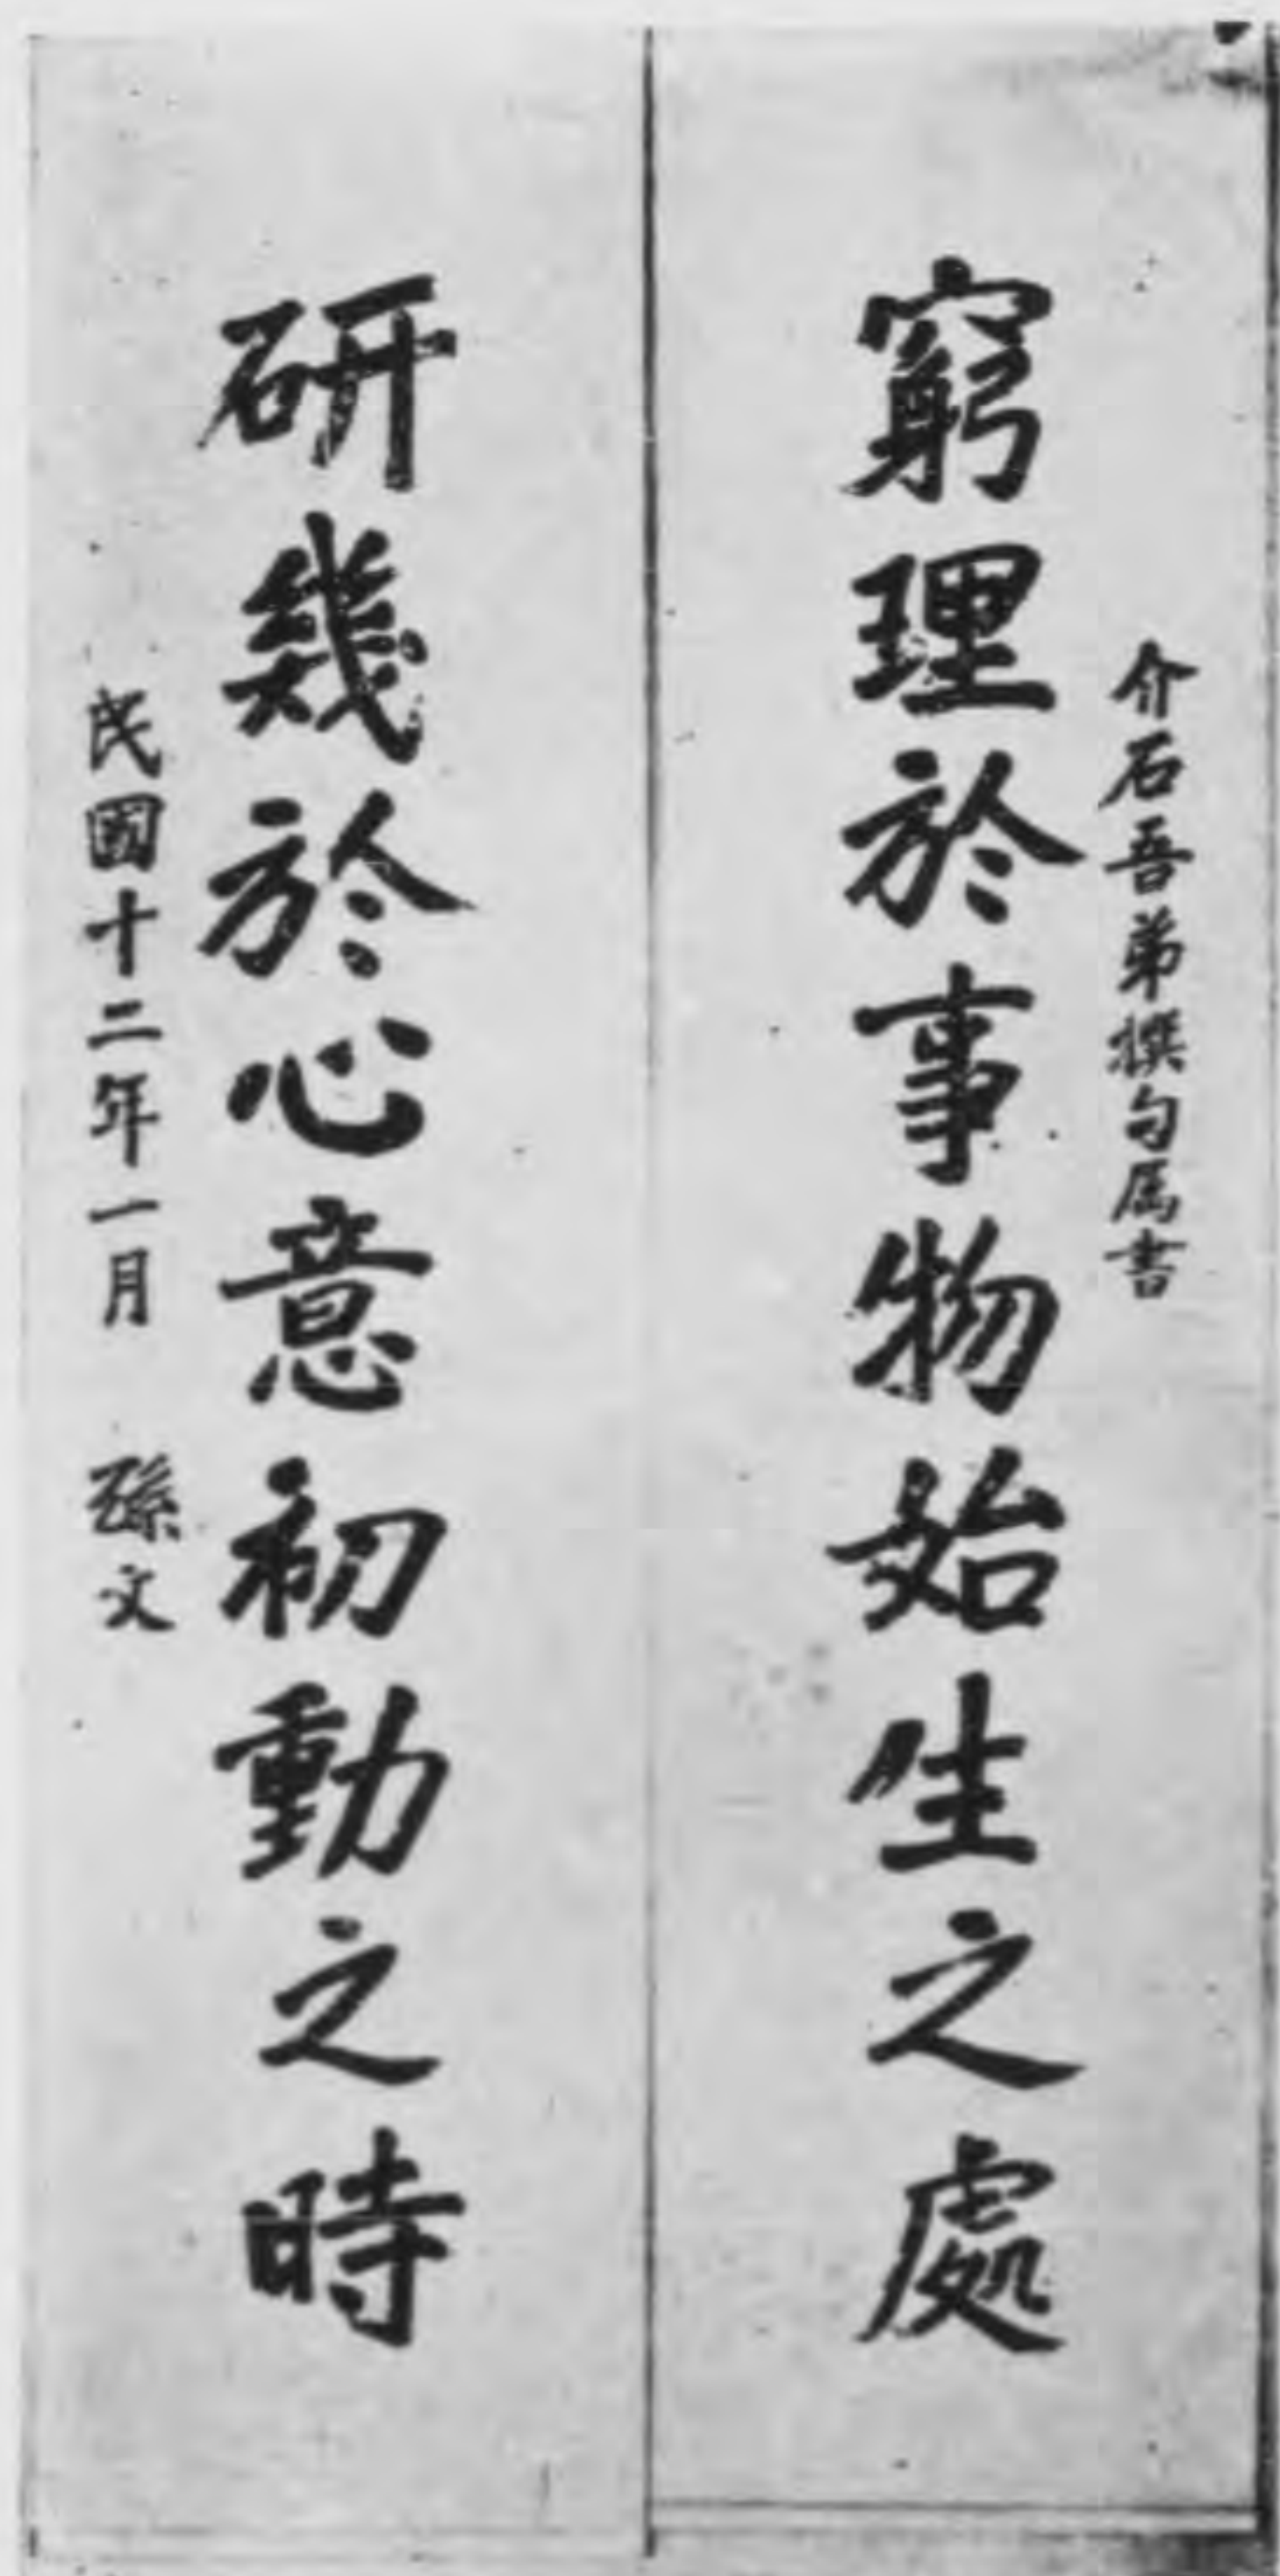 介石吾弟撰句属書
窮理於事物始生之處
研幾於心意初動之時
民國十二年一月 孫文